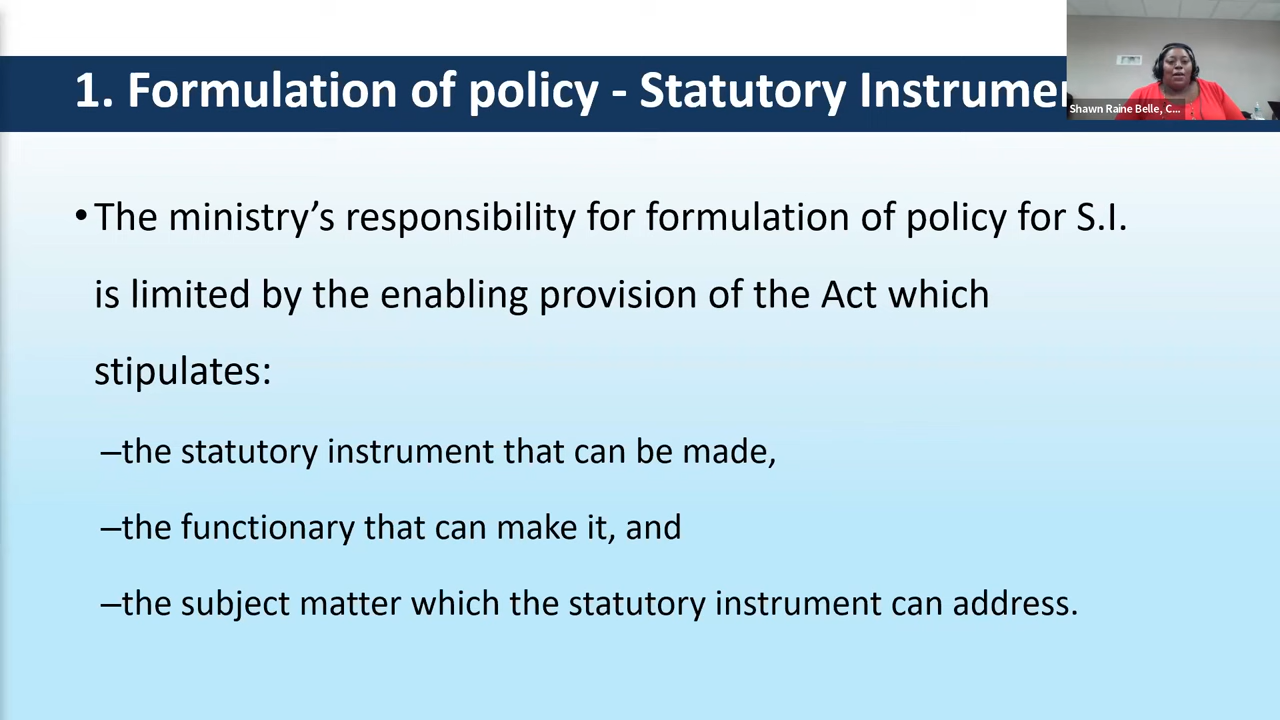 1. Formulation of policy - Statutory Instrumen
Shawn Raine Belle, C...
• The ministry’s responsibility for formulation of policy for S.I.
is limited by the enabling provision of the Act which
stipulates:
–the statutory instrument that can be made,
–the functionary that can make it, and
–the subject matter which the statutory instrument can address.